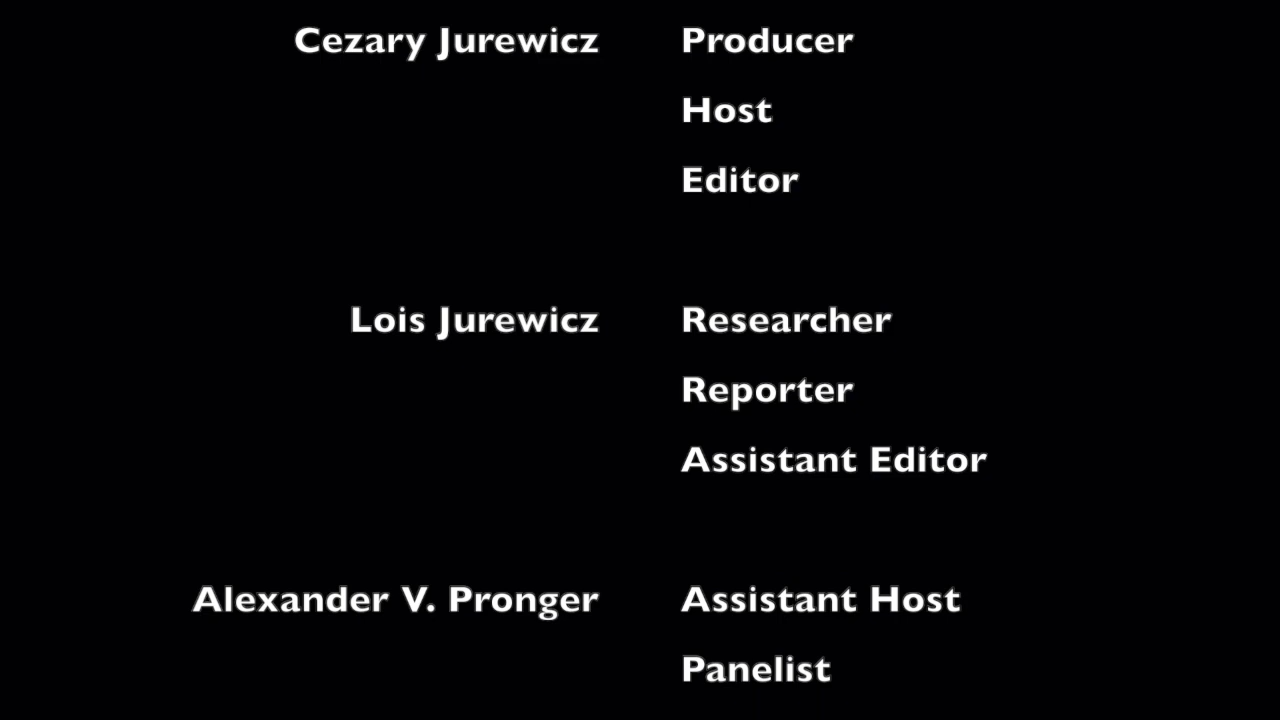 Cezary Jurewicz Producer
Host
Editor
Lois Jurewicz Researcher
Reporter
Assistant Editor
Alexander V. Pronger Assistant Host
Panelist